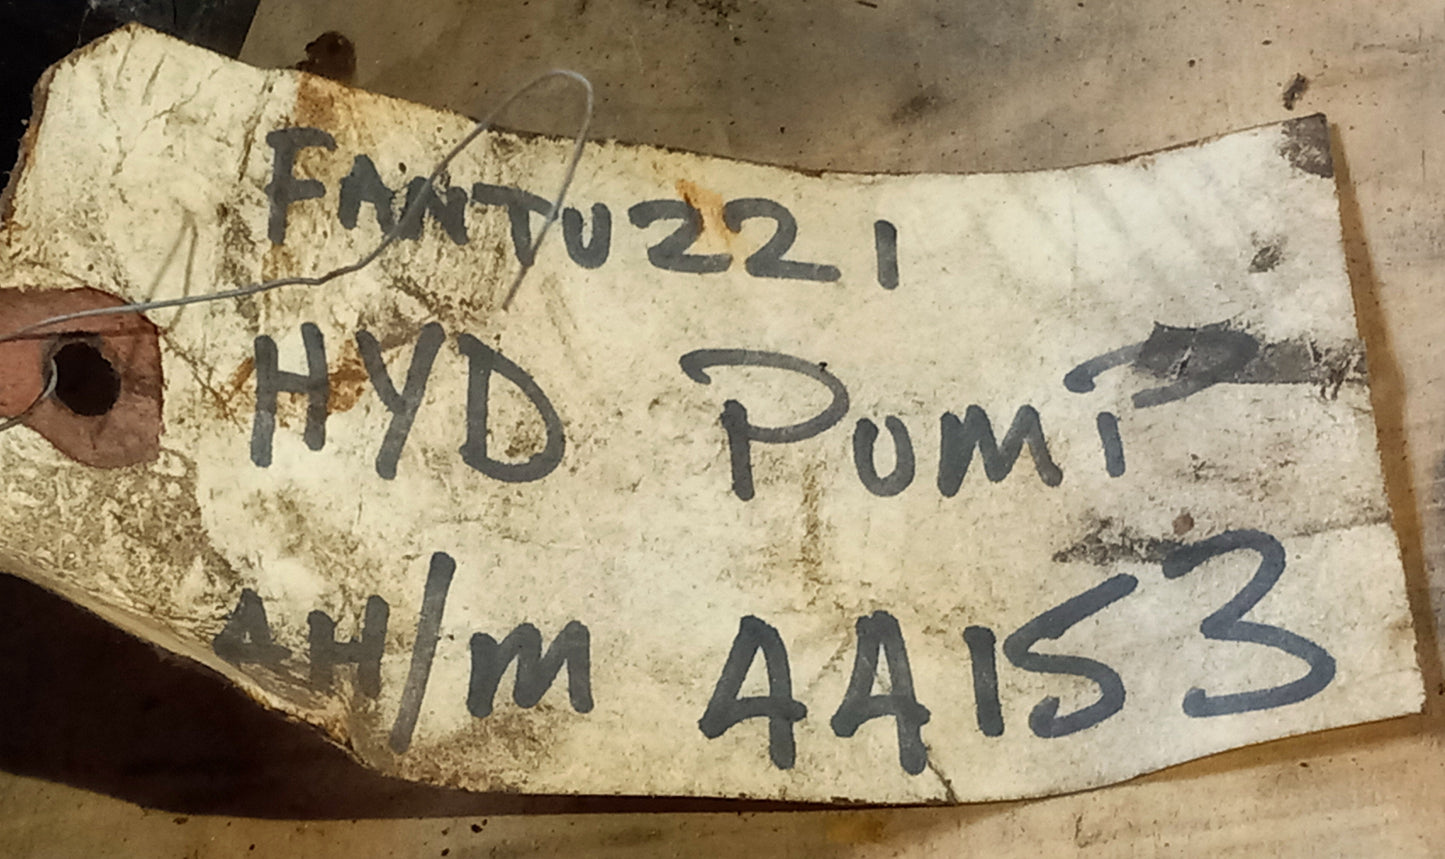 FANTUZZI
HYD PUMP
AH/M AA153